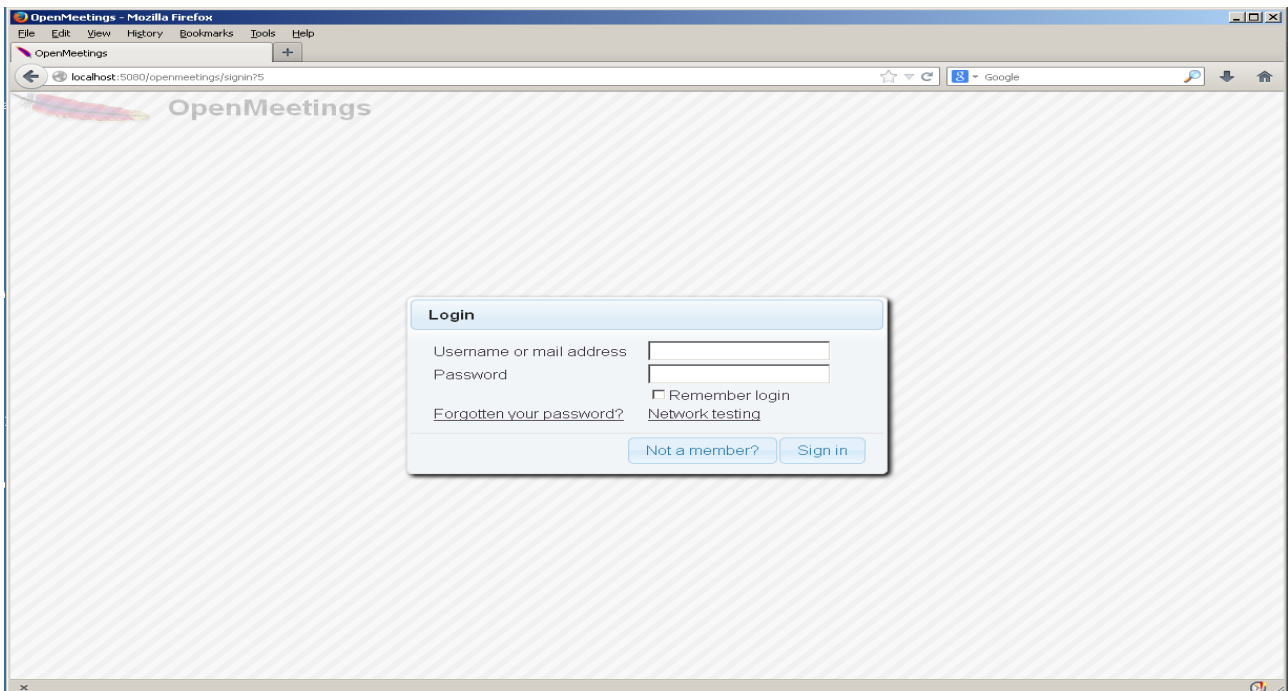 OpenMeetings - Mozilla Firefox
File Edit View History Bookmarks Tools Help
OpenMeetings +
localhost:5080/openmeetings/signin?5 8 Google
OpenMeetings
Login
Username or mail address
Password
Remember login
Forgotten your password? Network testing
Not a member? Sign in